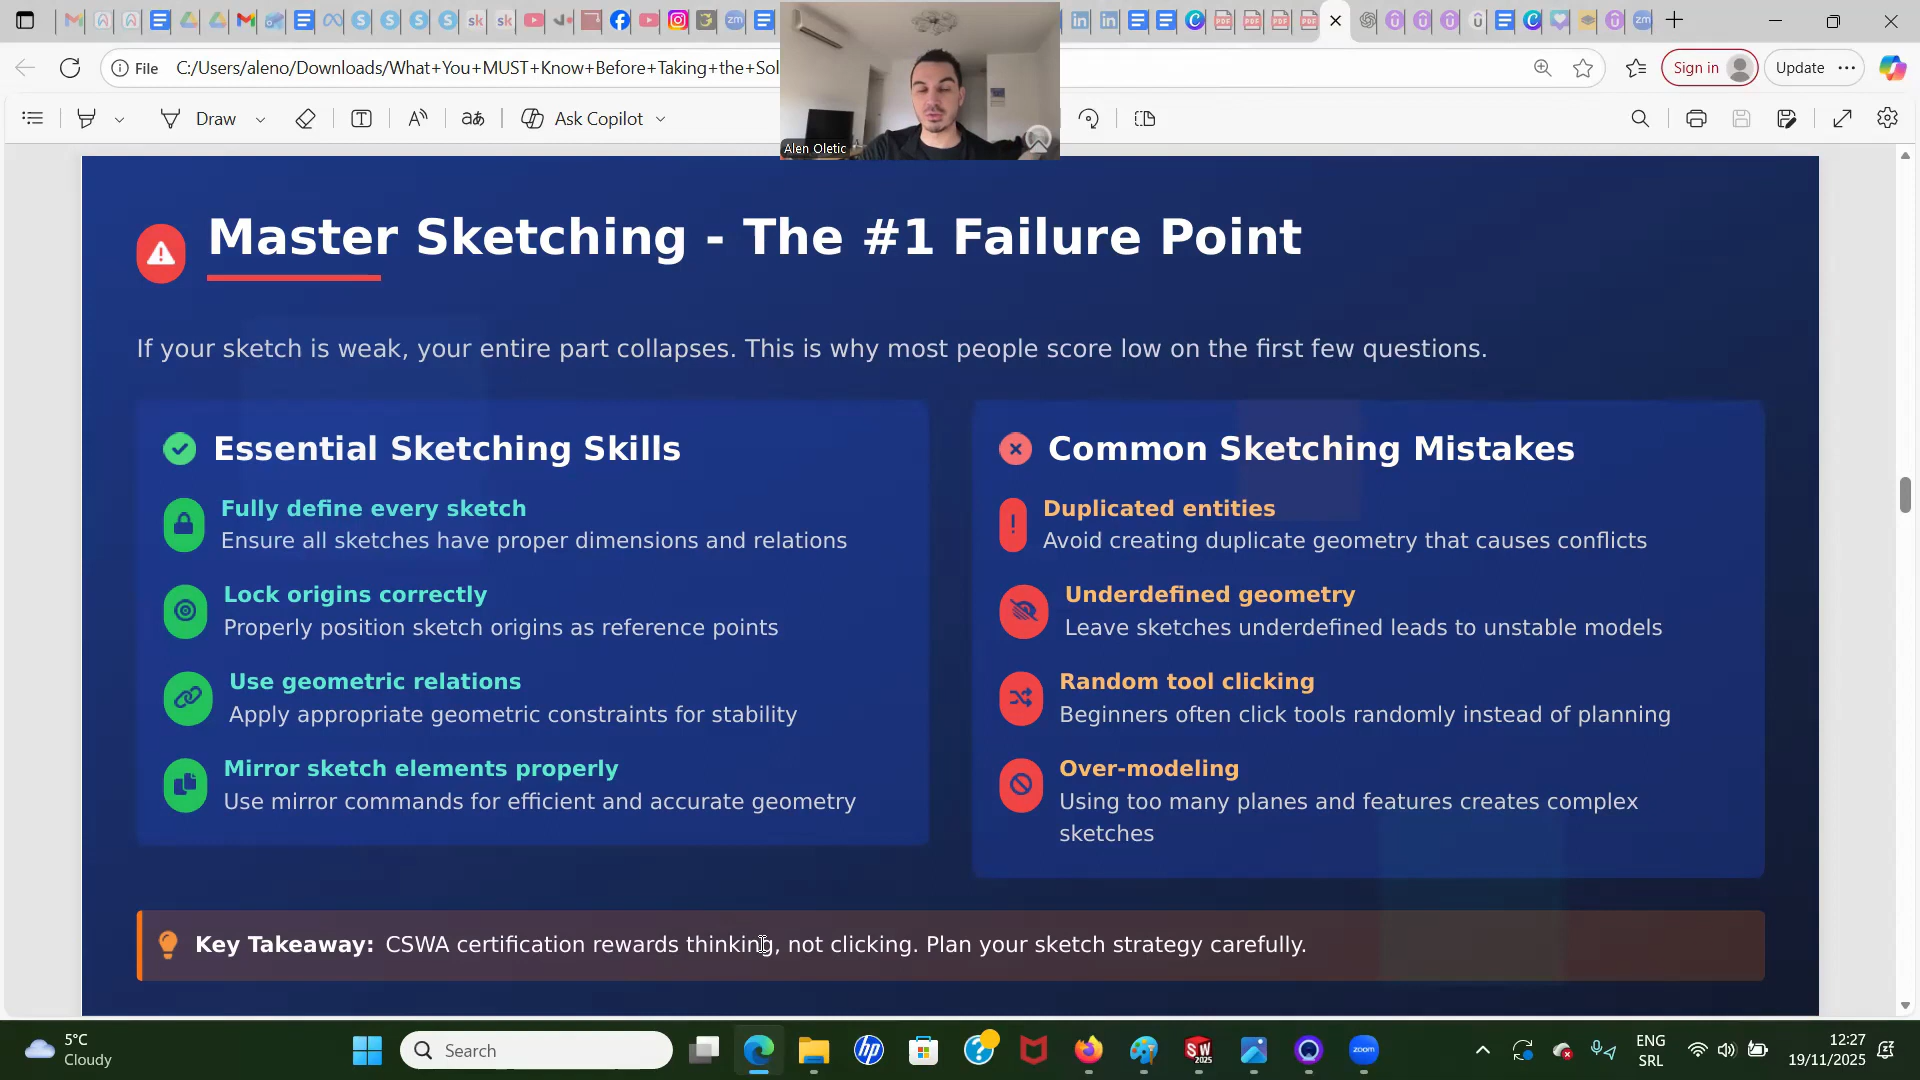 File
C:/Users/aleno/Downloads/What+You+MUST+Know+Before+Taking+the+Sol
Sign in
Update
Draw
Ask Copilot
Alen Oletic
Master Sketching - The #1 Failure Point
If your sketch is weak, your entire part collapses. This is why most people score low on the first few questions.
Essential Sketching Skills
Fully define every sketch
Ensure all sketches have proper dimensions and relations
Lock origins correctly
Properly position sketch origins as reference points
Use geometric relations
Apply appropriate geometric constraints for stability
Mirror sketch elements properly
Use mirror commands for efficient and accurate geometry
Common Sketching Mistakes
Duplicated entities
Avoid creating duplicate geometry that causes conflicts
Underdefined geometry
Leave sketches underdefined leads to unstable models
Random tool clicking
Beginners often click tools randomly instead of planning
Over-modeling
Using too many planes and features creates complex
sketches
Key Takeaway: CSWA certification rewards thinking, not clicking. Plan your sketch strategy carefully.
5°C
Cloudy
Search
ENG
SRL
12:27
19/11/2025